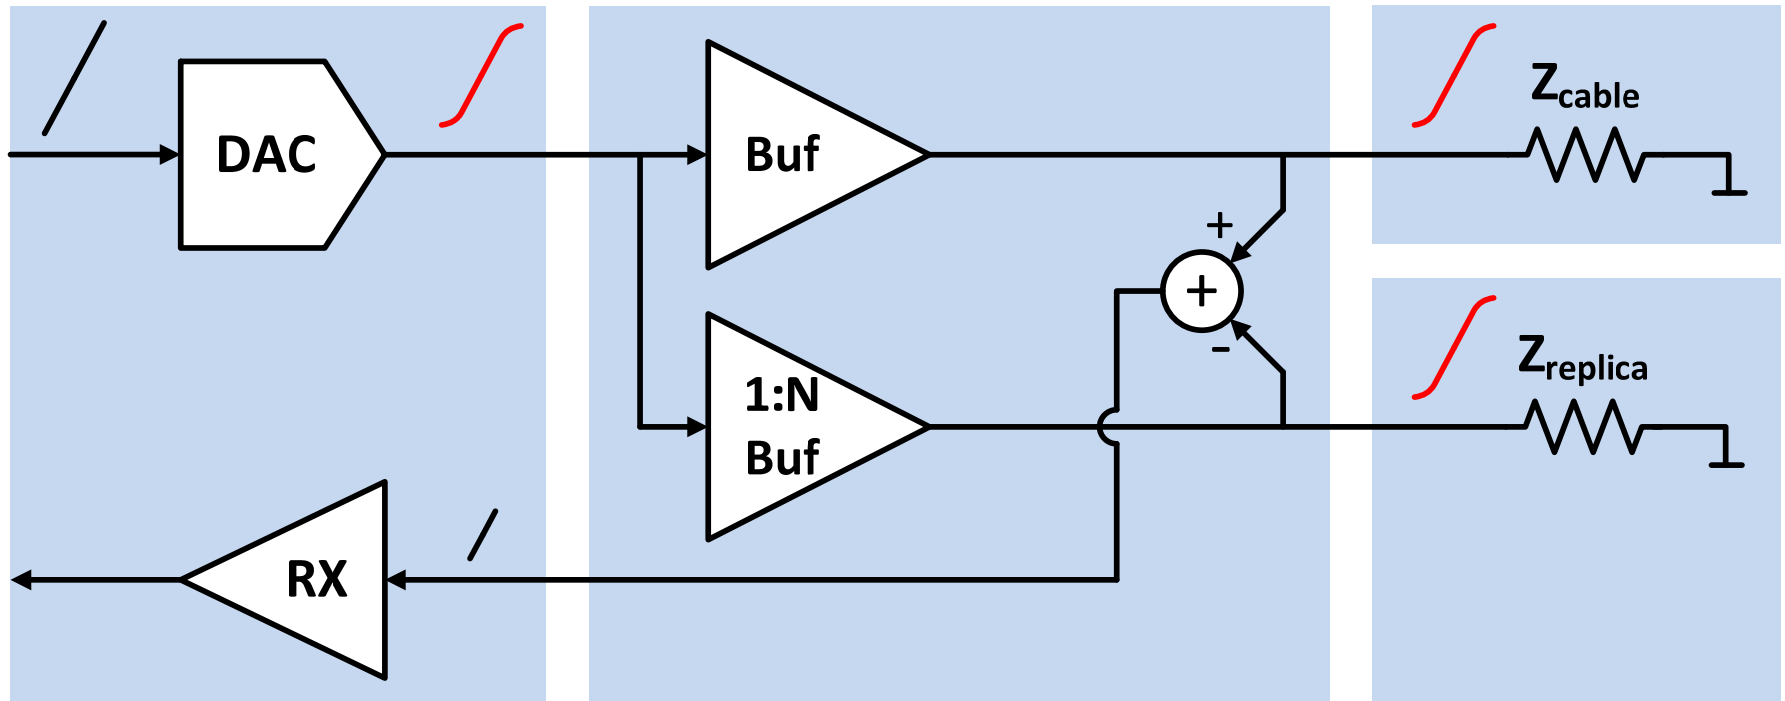 DAC
Buf
Zcable
+
+
-
1:N
Buf
Zreplica
RX